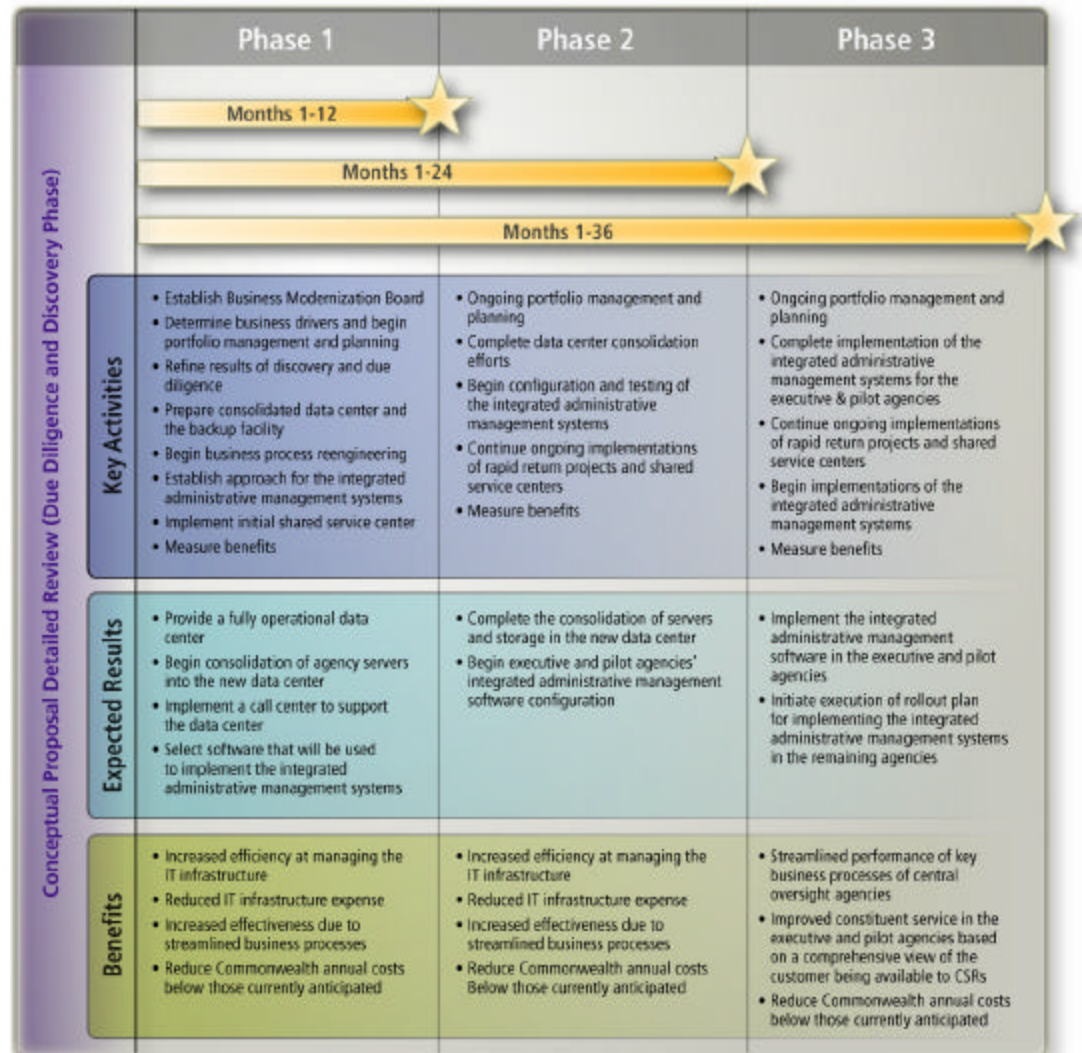 Phase 1
Phase 2
Phase 3
Months 1-12
Months 1-24
Months 1-36
Conceptual Proposal Detailed Review (Due Diligence and Discovery Phase)
Key Activities
• Establish Business Modernization Board
• Determine business drivers and begin
portfolio management and planning
• Refine results of discovery and due
diligence
• Prepare consolidated data center and
the backup facility
• Begin business process reengineering
• Establish approach for the integrated
administrative management systems
• Implement initial shared service center
• Measure benefits
• Ongoing portfolio management and
planning
• Complete data center consolidation
efforts
• Begin configuration and testing of
the integrated administrative
management systems
• Continue ongoing implementations
of rapid return projects and shared
service centers
• Measure benefits
• Ongoing portfolio management and
planning
• Complete implementation of the
integrated administrative
management systems for the
executive & pilot agencies
• Continue ongoing implementations
of rapid return projects and shared
service centers
• Begin implementations of the
integrated administrative
management systems
• Measure benefits
Expected Results
• Provide a fully operational data
center
• Begin consolidation of agency servers
into the new data center
• Implement a call center to support
the data center
• Select software that will be used
to implement the integrated
administrative management systems
• Complete the consolidation of servers
and storage in the new data center
• Begin executive and pilot agencies'
integrated administrative management
software configuration
• Implement the integrated
administrative management
software in the executive and pilot
agencies
• Initiate execution of rollout plan
for implementing the integrated
administrative management systems
in the remaining agencies
Benefits
• Increased efficiency at managing the
IT infrastructure
• Reduced IT infrastructure expense
• Increased effectiveness due to
streamlined business processes
• Reduce Commonwealth annual costs
below those currently anticipated
• Increased efficiency at managing the
IT infrastructure
• Reduced IT infrastructure expense
• Increased effectiveness due to
streamlined business processes
• Reduce Commonwealth annual costs
Below those currently anticipated
• Streamlined performance of key
business processes of central
oversight agencies
• Improved constituent service in the
executive and pilot agencies based
on a comprehensive view of the
customer being available to CSRs
• Reduce Commonwealth annual costs
below those currently anticipated